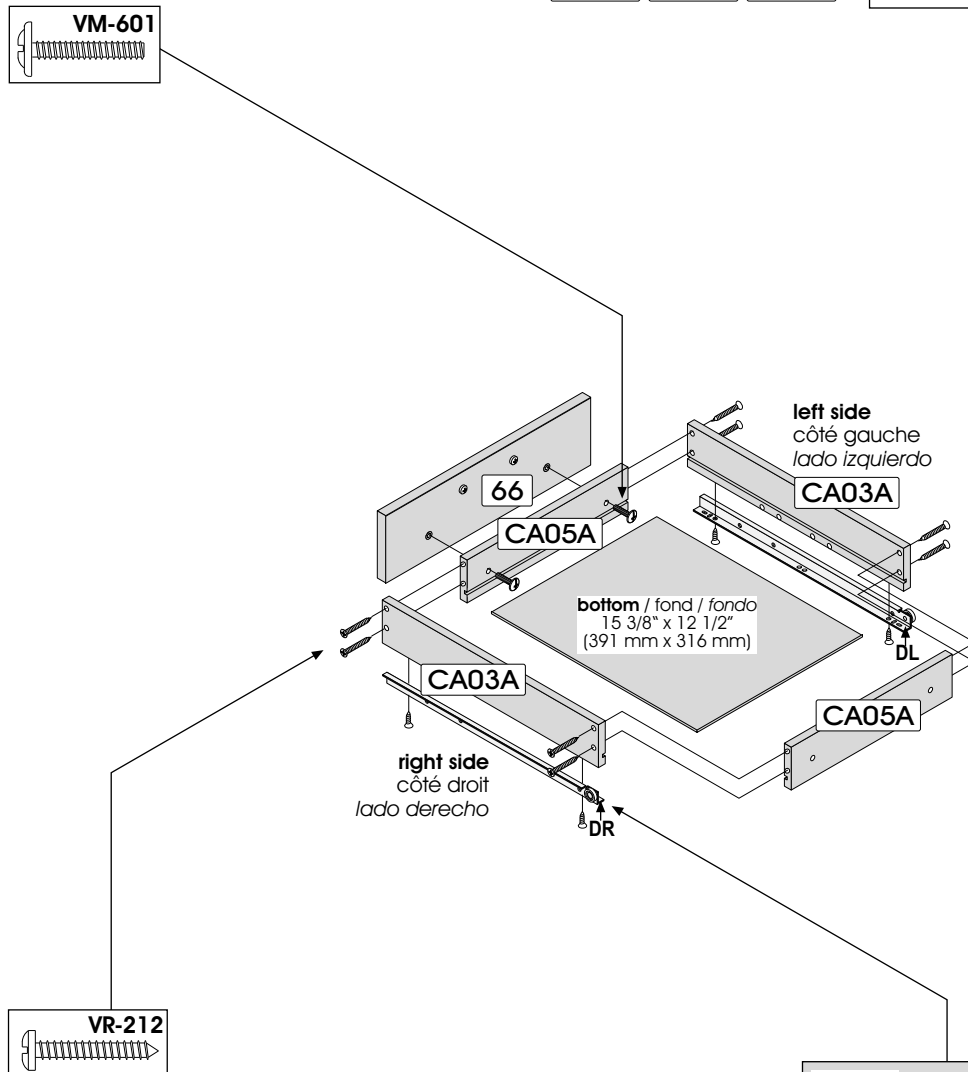 VM-601
left side
côté gauche
lado izquierdo
CA03A
66
CA05A
bottom / fond / fondo
15 3/8“ x 12 1/2”
(391 mm x 316 mm)
DL
CA03A
CA05A
right side
côté droit
lado derecho
DR
VR-212